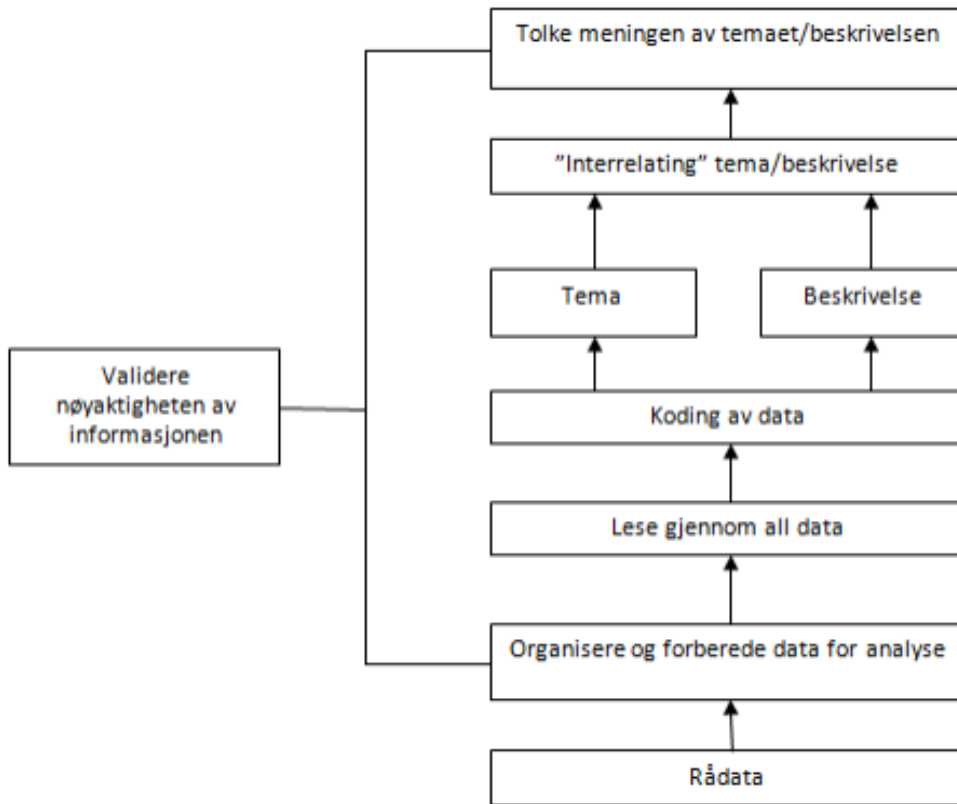 Tolke meningen av temaet/beskrivelsen
”Interrelating” tema/beskrivelse
Tema
Beskrivelse
Validere
nøyaktigheten av
informasjonen
Koding av data
Lese gjennom all data
Organisere og forberede data for analyse
Rådata